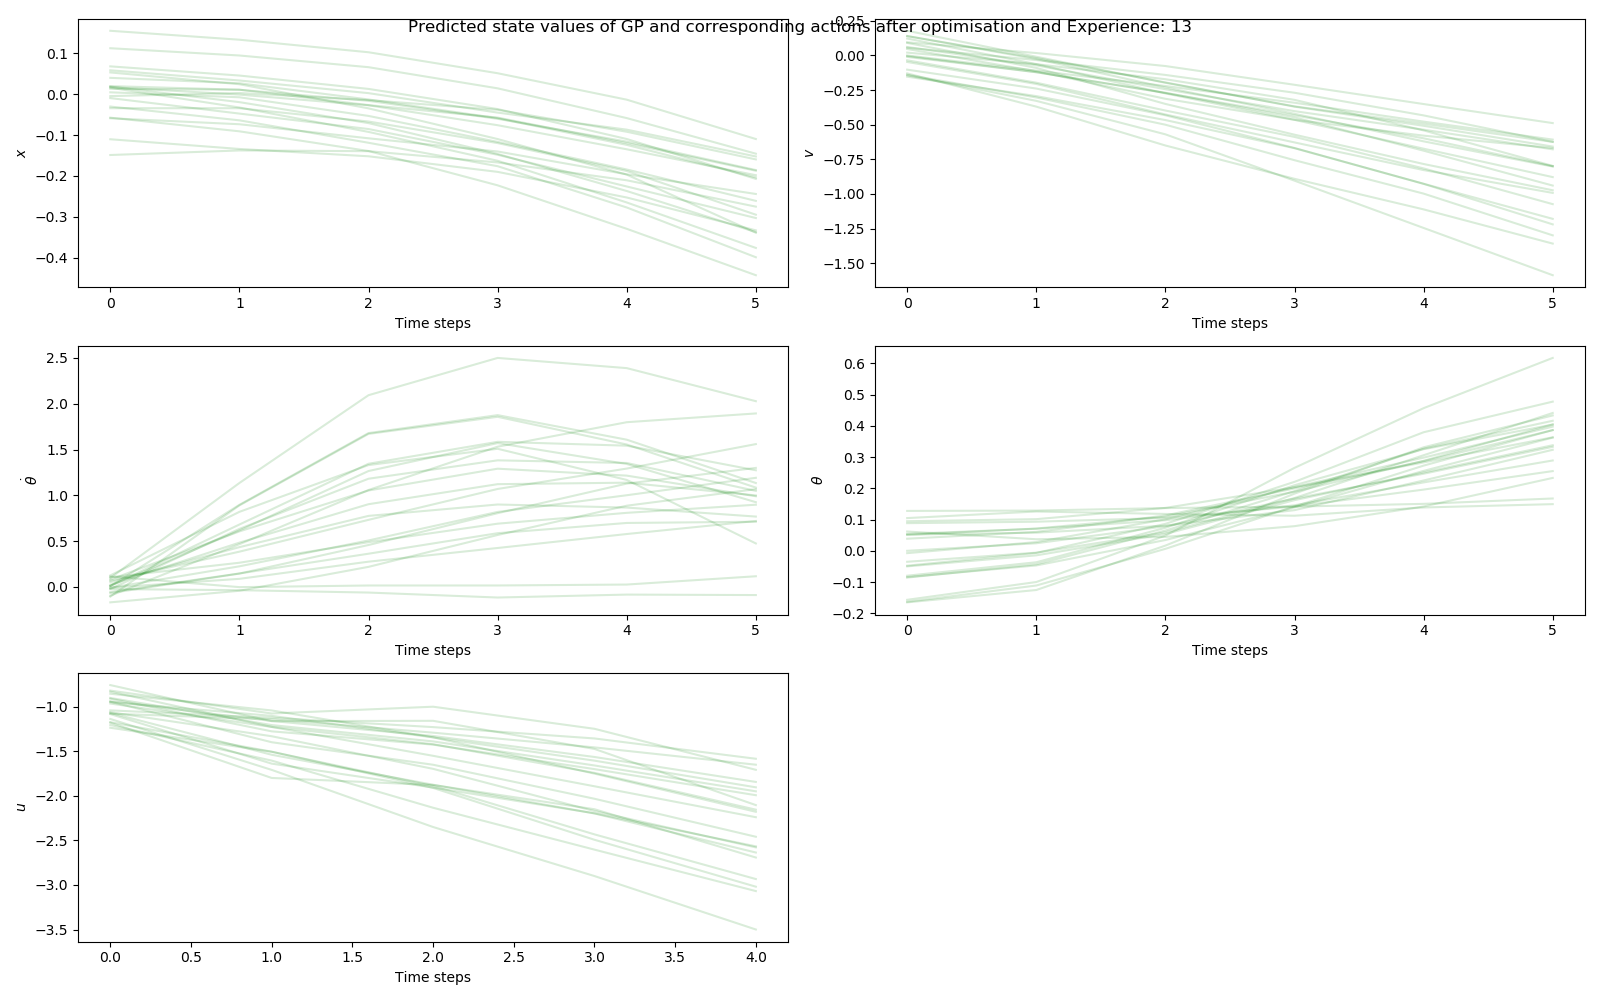 Predicted state values of GP and corresponding actions after optimisation and Experience: 13
0.1
0.0
−0.1
−0.2
−0.3
−0.4
x
0 1 2 3 4 5
Time steps
0.25
0.00
−0.25
−0.50
−0.75
−1.00
−1.25
−1.50
v
0 1 2 3 4 5
Time steps
2.5
2.0
1.5
1.0
0.5
0.0
θ̇
0 1 2 3 4 5
Time steps
0.6
0.5
0.4
0.3
0.2
0.1
0.0
−0.1
−0.2
θ
0 1 2 3 4 5
Time steps
−1.0
−1.5
−2.0
−2.5
−3.0
−3.5
u
0.0 0.5 1.0 1.5 2.0 2.5 3.0 3.5 4.0
Time steps